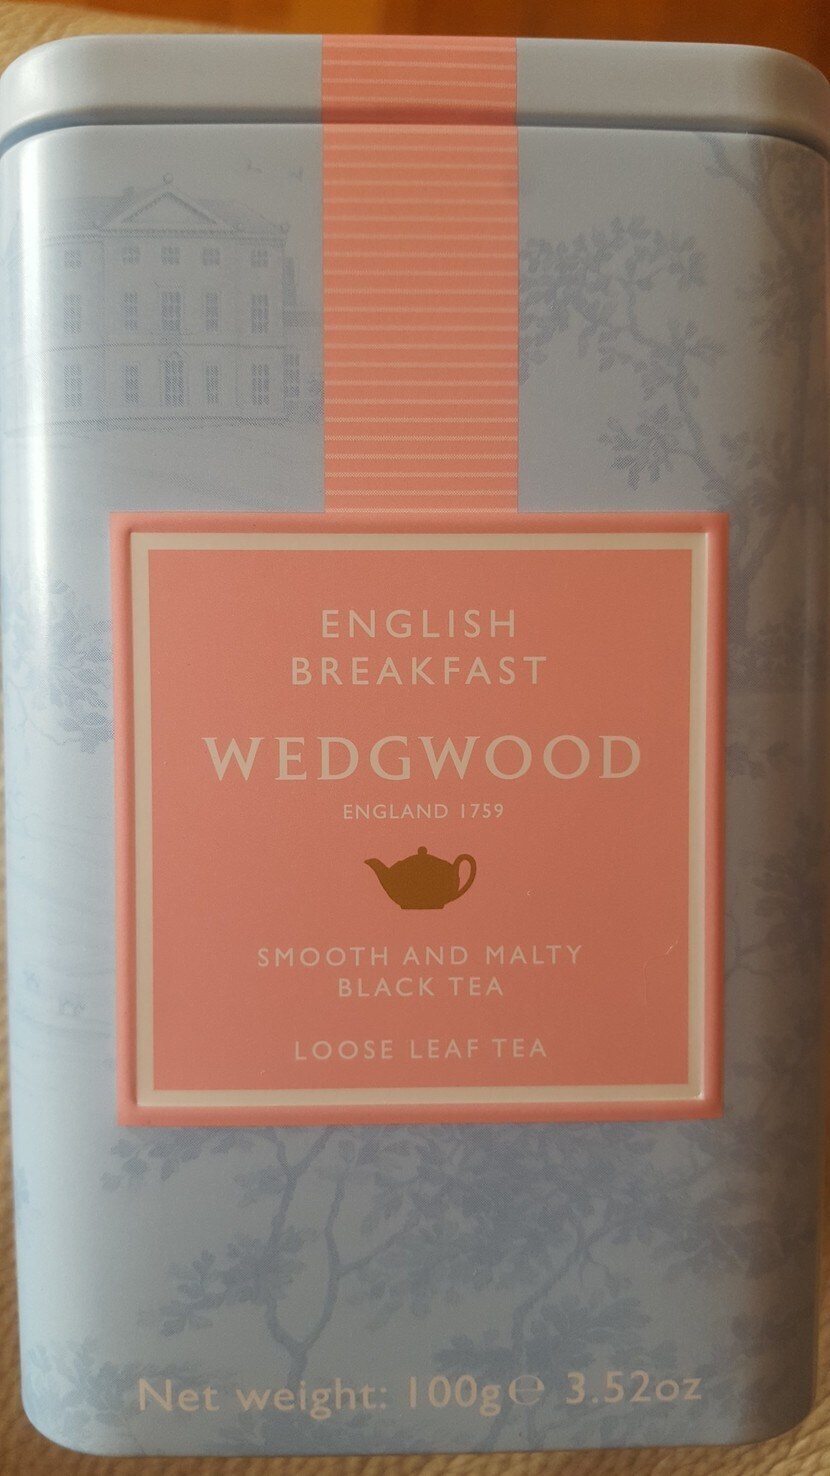 ENGLISH
BREAKFAST
WEDGWOOD
ENGLAND 1759
SMOOTH AND MALTY
BLACK TEA
LOOSE LEAF TEA
Net weight: 100g℮ 3.52oz